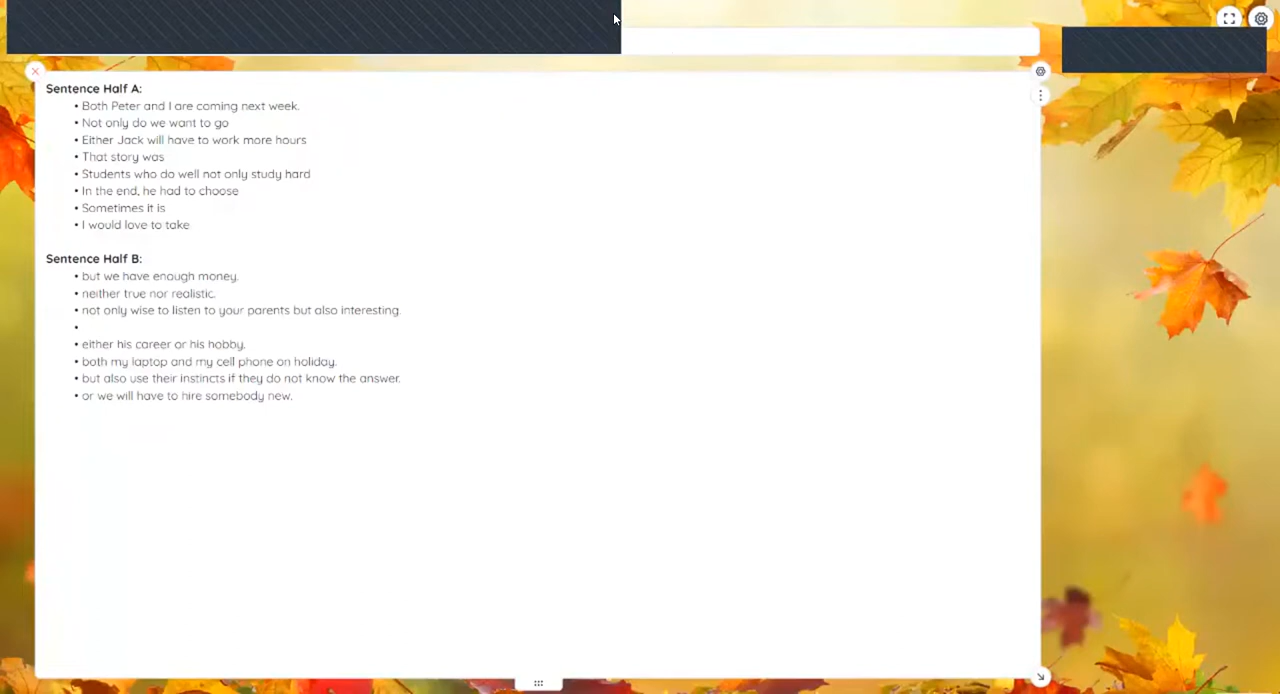 Sentence Half A:
• Both Peter and I are coming next week.
• Not only do we want to go
• Either Jack will have to work more hours
• That story was
• Students who do well not only study hard
• In the end, he had to choose
• Sometimes it is
• I would love to take
Sentence Half B:
• but we have enough money.
• neither true nor realistic.
• not only wise to listen to your parents but also interesting.
•
• either his career or his hobby.
• both my laptop and my cell phone on holiday.
• but also use their instincts if they do not know the answer.
• or we will have to hire somebody new.